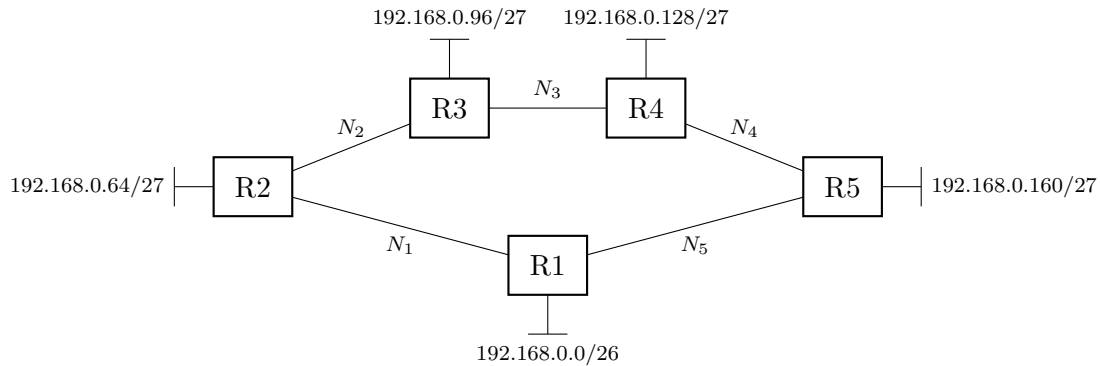 192.168.0.96/27
192.168.0.128/27
R3
N₃
R4
N₂
N₄
192.168.0.64/27
R2
R5
192.168.0.160/27
N₁
N₅
R1
192.168.0.0/26